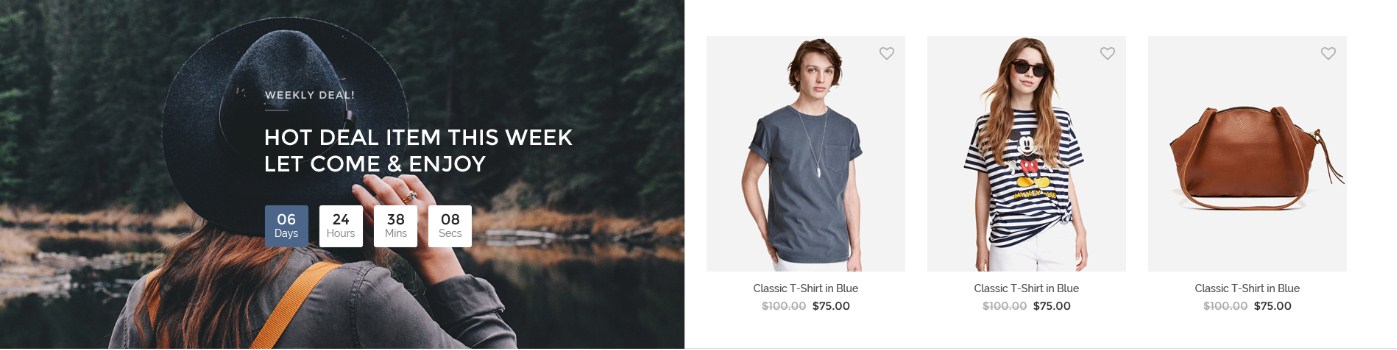 WEEKLY DEAL!
HOT DEAL ITEM THIS WEEK
LET COME & ENJOY
06 24 38 08
Days Hours Mins Secs
Classic T-Shirt in Blue
$100.00 $75.00
Classic T-Shirt in Blue
$100.00 $75.00
Classic T-Shirt in Blue
$100.00 $75.00